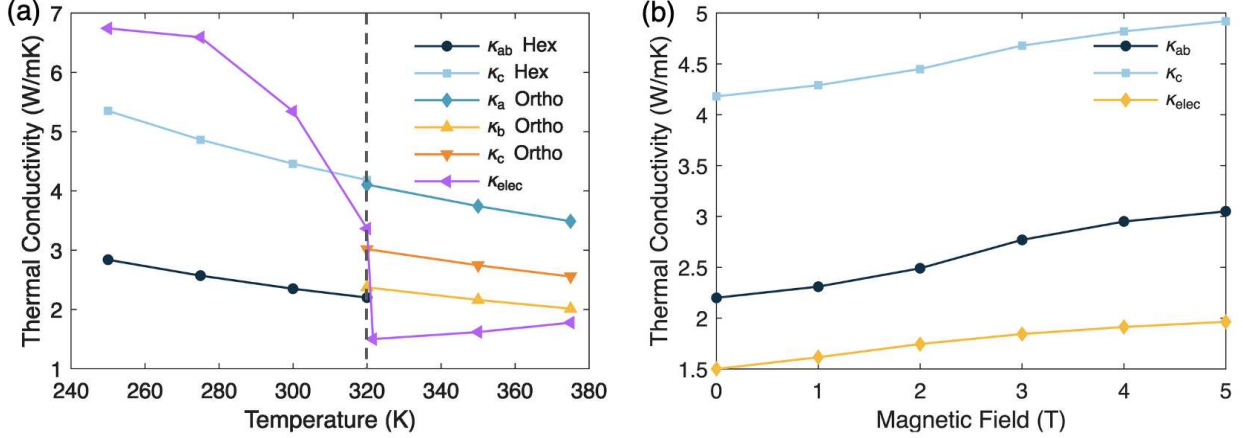 (a)
Thermal Conductivity (W/mK)
7
6
5
4
3
2
1
240 260 280 300 320 340 360 380
Temperature (K)
κab Hex
κc Hex
κa Ortho
κb Ortho
κc Ortho
κelec
(b)
Thermal Conductivity (W/mK)
5
4.5
4
3.5
3
2.5
2
1.5
0 1 2 3 4 5
Magnetic Field (T)
κab
κc
κelec